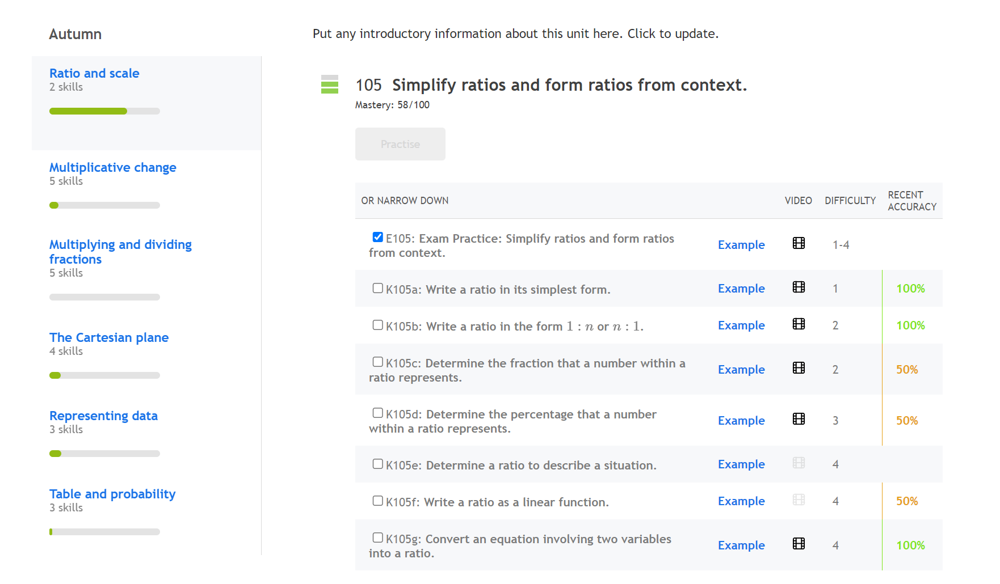 Autumn
Ratio and scale
2 skills
Multiplicative change
5 skills
Multiplying and dividing
fractions
5 skills
The Cartesian plane
4 skills
Representing data
3 skills
Table and probability
3 skills
Put any introductory information about this unit here. Click to update.
105 Simplify ratios and form ratios from context.
Mastery: 58/100
Practise
OR NARROW DOWN VIDEO DIFFICULTY RECENT
ACCURACY
E105: Exam Practice: Simplify ratios and form ratios
from context.
Example 1-4
K105a: Write a ratio in its simplest form. Example 1 100%
K105b: Write a ratio in the form 1 : n or n : 1. Example 2 100%
K105c: Determine the fraction that a number within a
ratio represents.
Example 2 50%
K105d: Determine the percentage that a number
within a ratio represents.
Example 3 50%
K105e: Determine a ratio to describe a situation. Example 4
K105f: Write a ratio as a linear function. Example 4 50%
K105g: Convert an equation involving two variables
into a ratio.
Example 4 100%